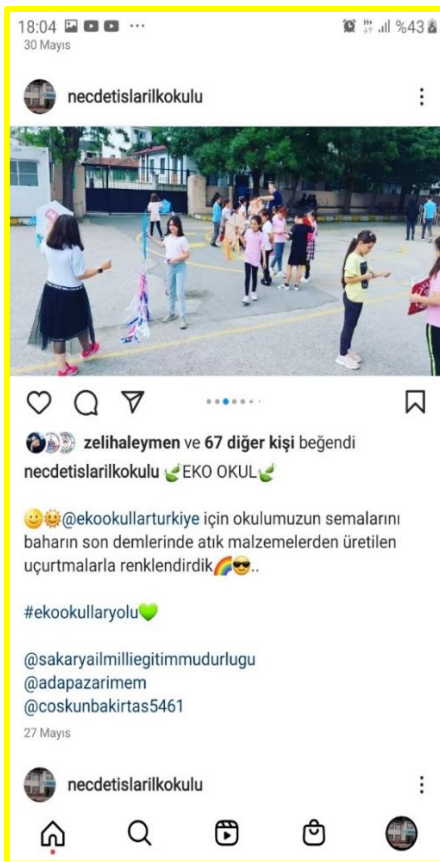 18:04 ... H+ %43
30 Mayıs
necdetislarilkokulu
zelihaleymen ve 67 diğer kişi beğendi
necdetislarilkokulu 🍃EKO OKUL🍃
🙂🌞@ekookullarturkiye için okulumuzun semalarını
baharın son demlerinde atık malzemelerden üretilen
uçurtmalarla renklendirdik🌈😎..
#ekookullaryolu💚
@sakaryailmilliegitimmudurlugu
@adapazarimem
@coskunbakirtas5461
27 Mayıs
necdetislarilkokulu